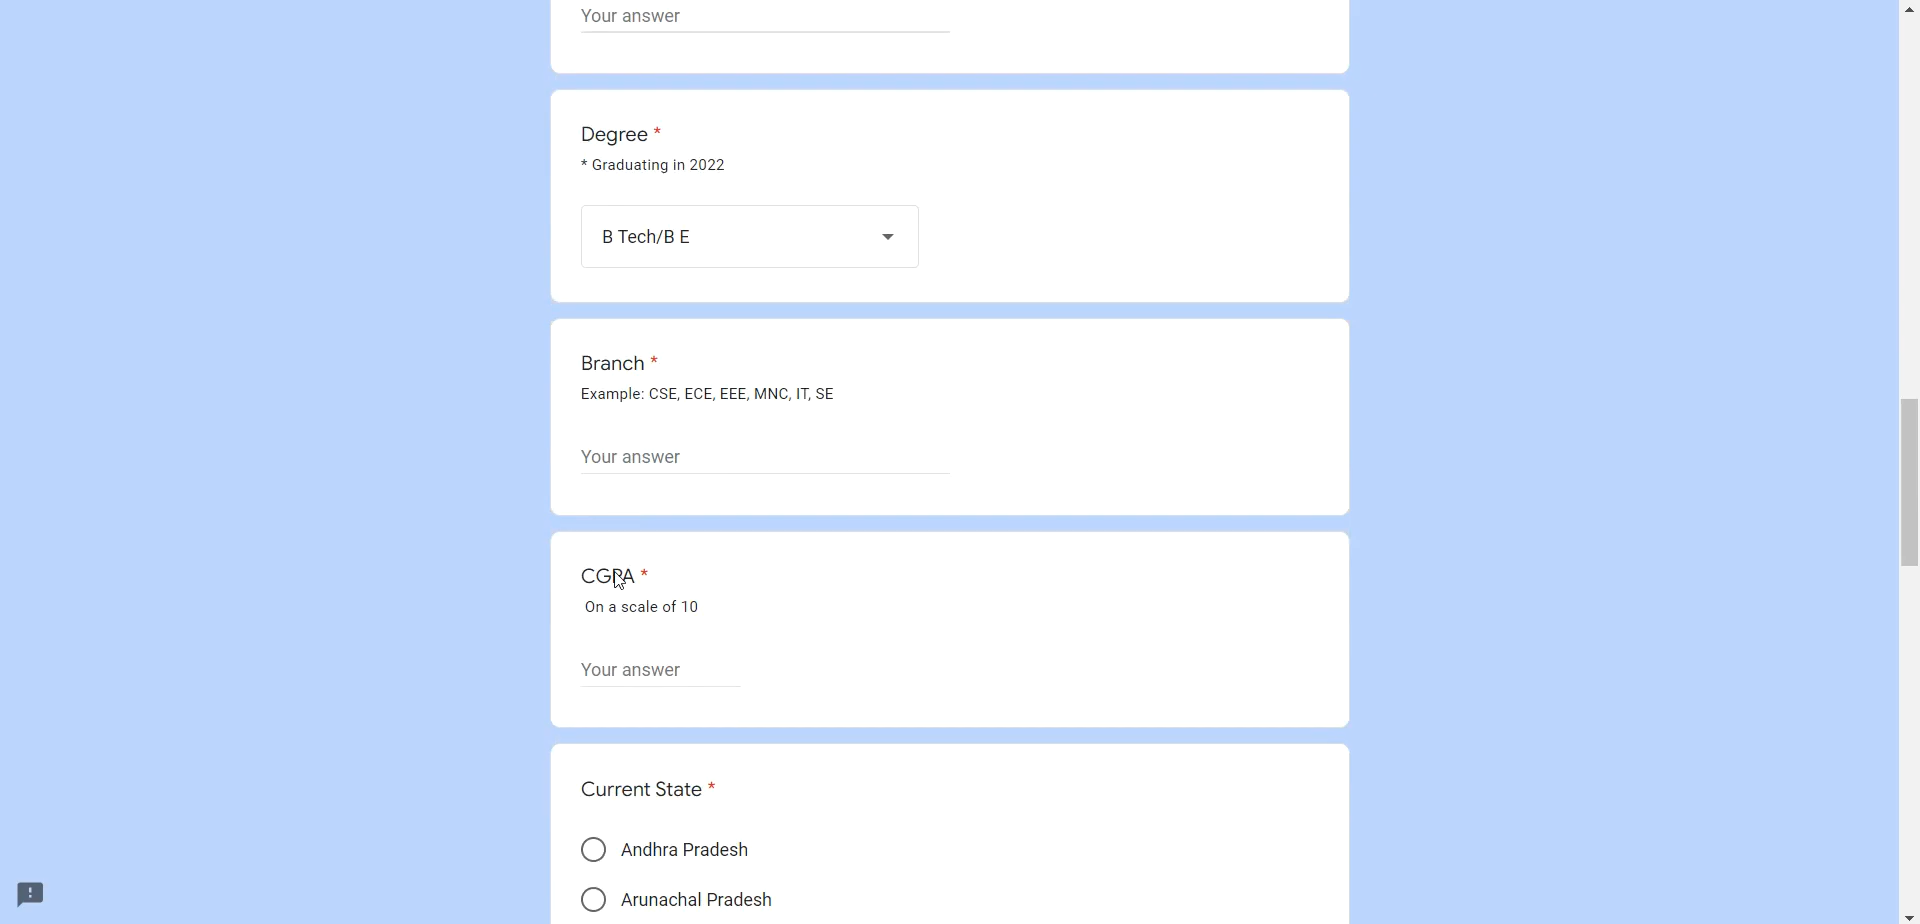 Your answer
Degree *
* Graduating in 2022
B Tech/B E
Branch *
Example: CSE, ECE, EEE, MNC, IT, SE
Your answer
CGPA *
On a scale of 10
Your answer
Current State *
Andhra Pradesh
Arunachal Pradesh